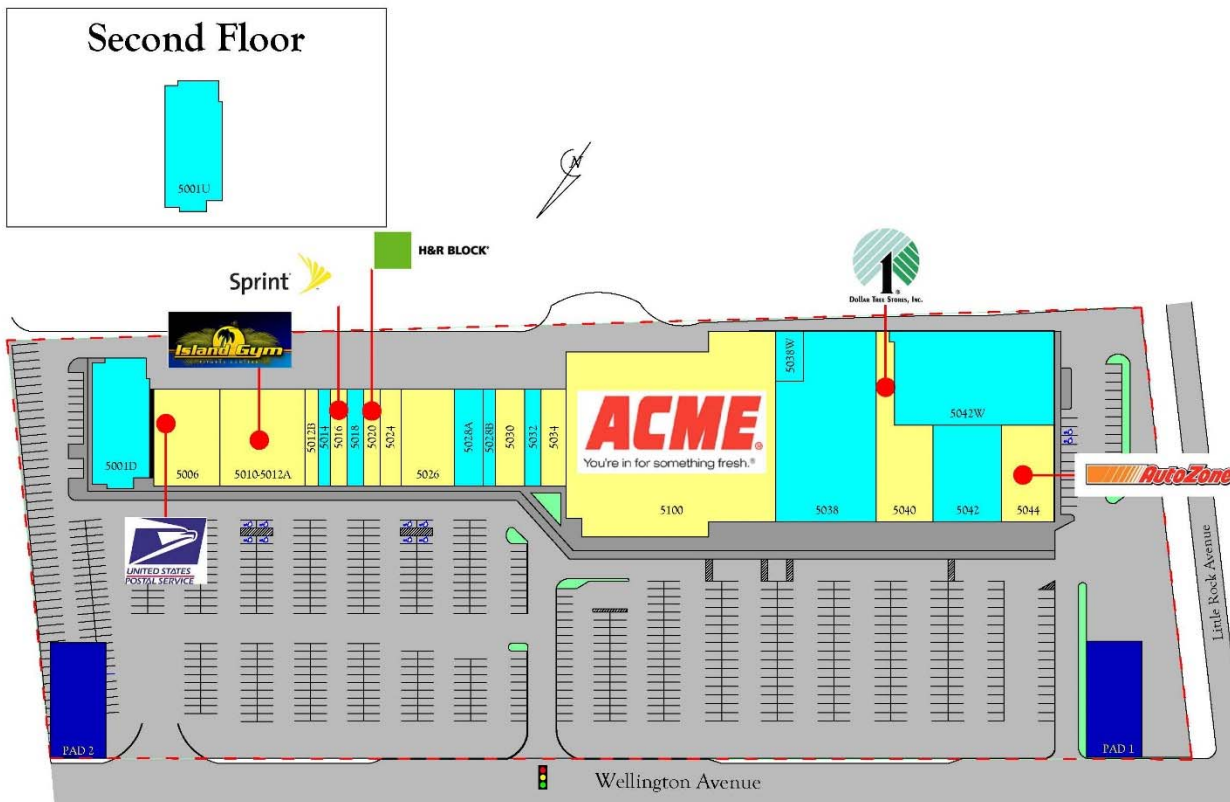 Second Floor
5001U
N
H&R BLOCK®
Sprint
1®
Dollar Tree Stores, Inc.
Island Gym
5001D
5006
5010-5012A
5012B
5014
5016
5018
5020
5024
5026
5028A
5028B
5030
5032
5034
ACME®
You're in for something fresh.®
5100
5038W
5038
5040
5042W
5042
5044
AutoZone
UNITED STATES
POSTAL SERVICE
Little Rock Avenue
PAD 2
PAD 1
Wellington Avenue